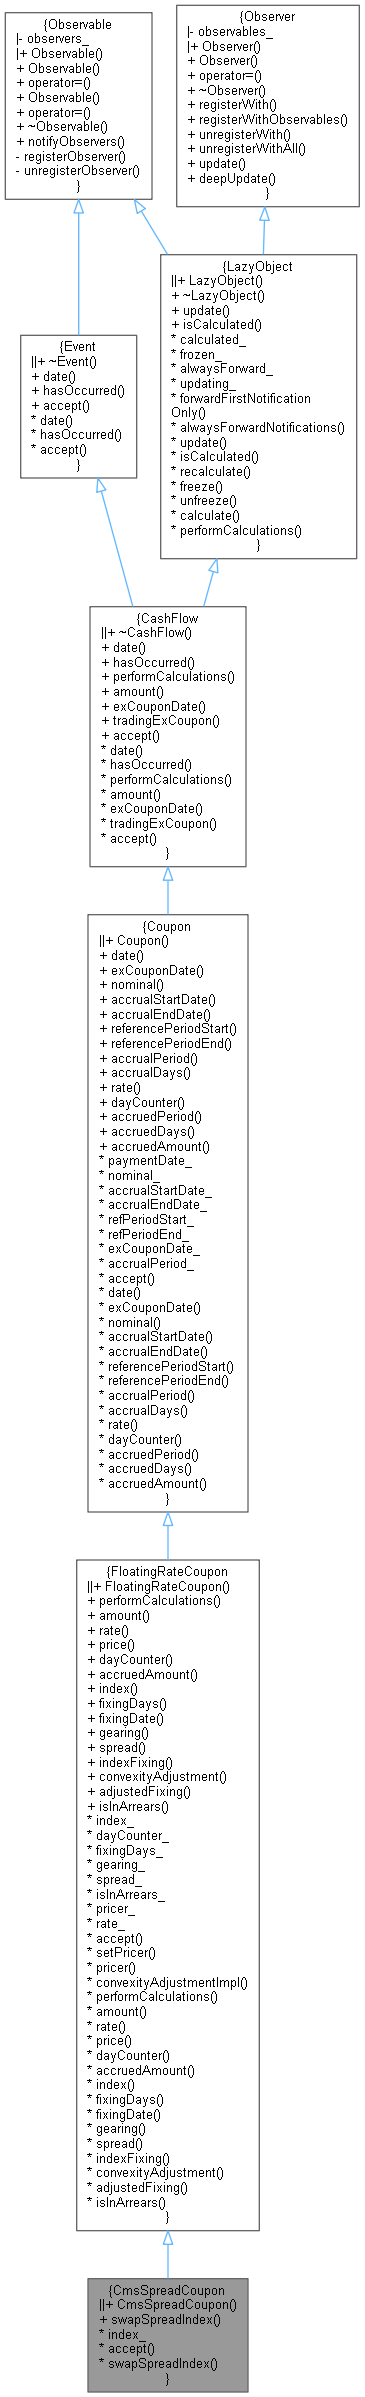 {Observable
|- observers_
|+ Observable()
+ Observable()
+ operator=()
+ Observable()
+ operator=()
+ ~Observable()
+ notifyObservers()
- registerObserver()
- unregisterObserver()
}
{Observer
|- observables_
|+ Observer()
+ Observer()
+ operator=()
+ ~Observer()
+ registerWith()
+ registerWithObservables()
+ unregisterWith()
+ unregisterWithAll()
+ update()
+ deepUpdate()
}
{LazyObject
||+ LazyObject()
+ ~LazyObject()
+ update()
+ isCalculated()
* calculated_
* frozen_
* alwaysForward_
* updating_
* forwardFirstNotification
Only()
* alwaysForwardNotifications()
* update()
* isCalculated()
* recalculate()
* freeze()
* unfreeze()
* calculate()
* performCalculations()
}
{Event
||+ ~Event()
+ date()
+ hasOccurred()
+ accept()
* date()
* hasOccurred()
* accept()
}
{CashFlow
||+ ~CashFlow()
+ date()
+ hasOccurred()
+ performCalculations()
+ amount()
+ exCouponDate()
+ tradingExCoupon()
+ accept()
* date()
* hasOccurred()
* performCalculations()
* amount()
* exCouponDate()
* tradingExCoupon()
* accept()
}
{Coupon
||+ Coupon()
+ date()
+ exCouponDate()
+ nominal()
+ accrualStartDate()
+ accrualEndDate()
+ referencePeriodStart()
+ referencePeriodEnd()
+ accrualPeriod()
+ accrualDays()
+ rate()
+ dayCounter()
+ accruedPeriod()
+ accruedDays()
+ accruedAmount()
* paymentDate_
* nominal_
* accrualStartDate_
* accrualEndDate_
* refPeriodStart_
* refPeriodEnd_
* exCouponDate_
* accrualPeriod_
* accept()
* date()
* exCouponDate()
* nominal()
* accrualStartDate()
* accrualEndDate()
* referencePeriodStart()
* referencePeriodEnd()
* accrualPeriod()
* accrualDays()
* rate()
* dayCounter()
* accruedPeriod()
* accruedDays()
* accruedAmount()
}
{FloatingRateCoupon
||+ FloatingRateCoupon()
+ performCalculations()
+ amount()
+ rate()
+ price()
+ dayCounter()
+ accruedAmount()
+ index()
+ fixingDays()
+ fixingDate()
+ gearing()
+ spread()
+ indexFixing()
+ convexityAdjustment()
+ adjustedFixing()
+ isInArrears()
* index_
* dayCounter_
* fixingDays_
* gearing_
* spread_
* isInArrears_
* pricer_
* rate_
* accept()
* setPricer()
* pricer()
* convexityAdjustmentImpl()
* performCalculations()
* amount()
* rate()
* price()
* dayCounter()
* accruedAmount()
* index()
* fixingDays()
* fixingDate()
* gearing()
* spread()
* indexFixing()
* convexityAdjustment()
* adjustedFixing()
* isInArrears()
}
{CmsSpreadCoupon
||+ CmsSpreadCoupon()
+ swapSpreadIndex()
* index_
* accept()
* swapSpreadIndex()
}